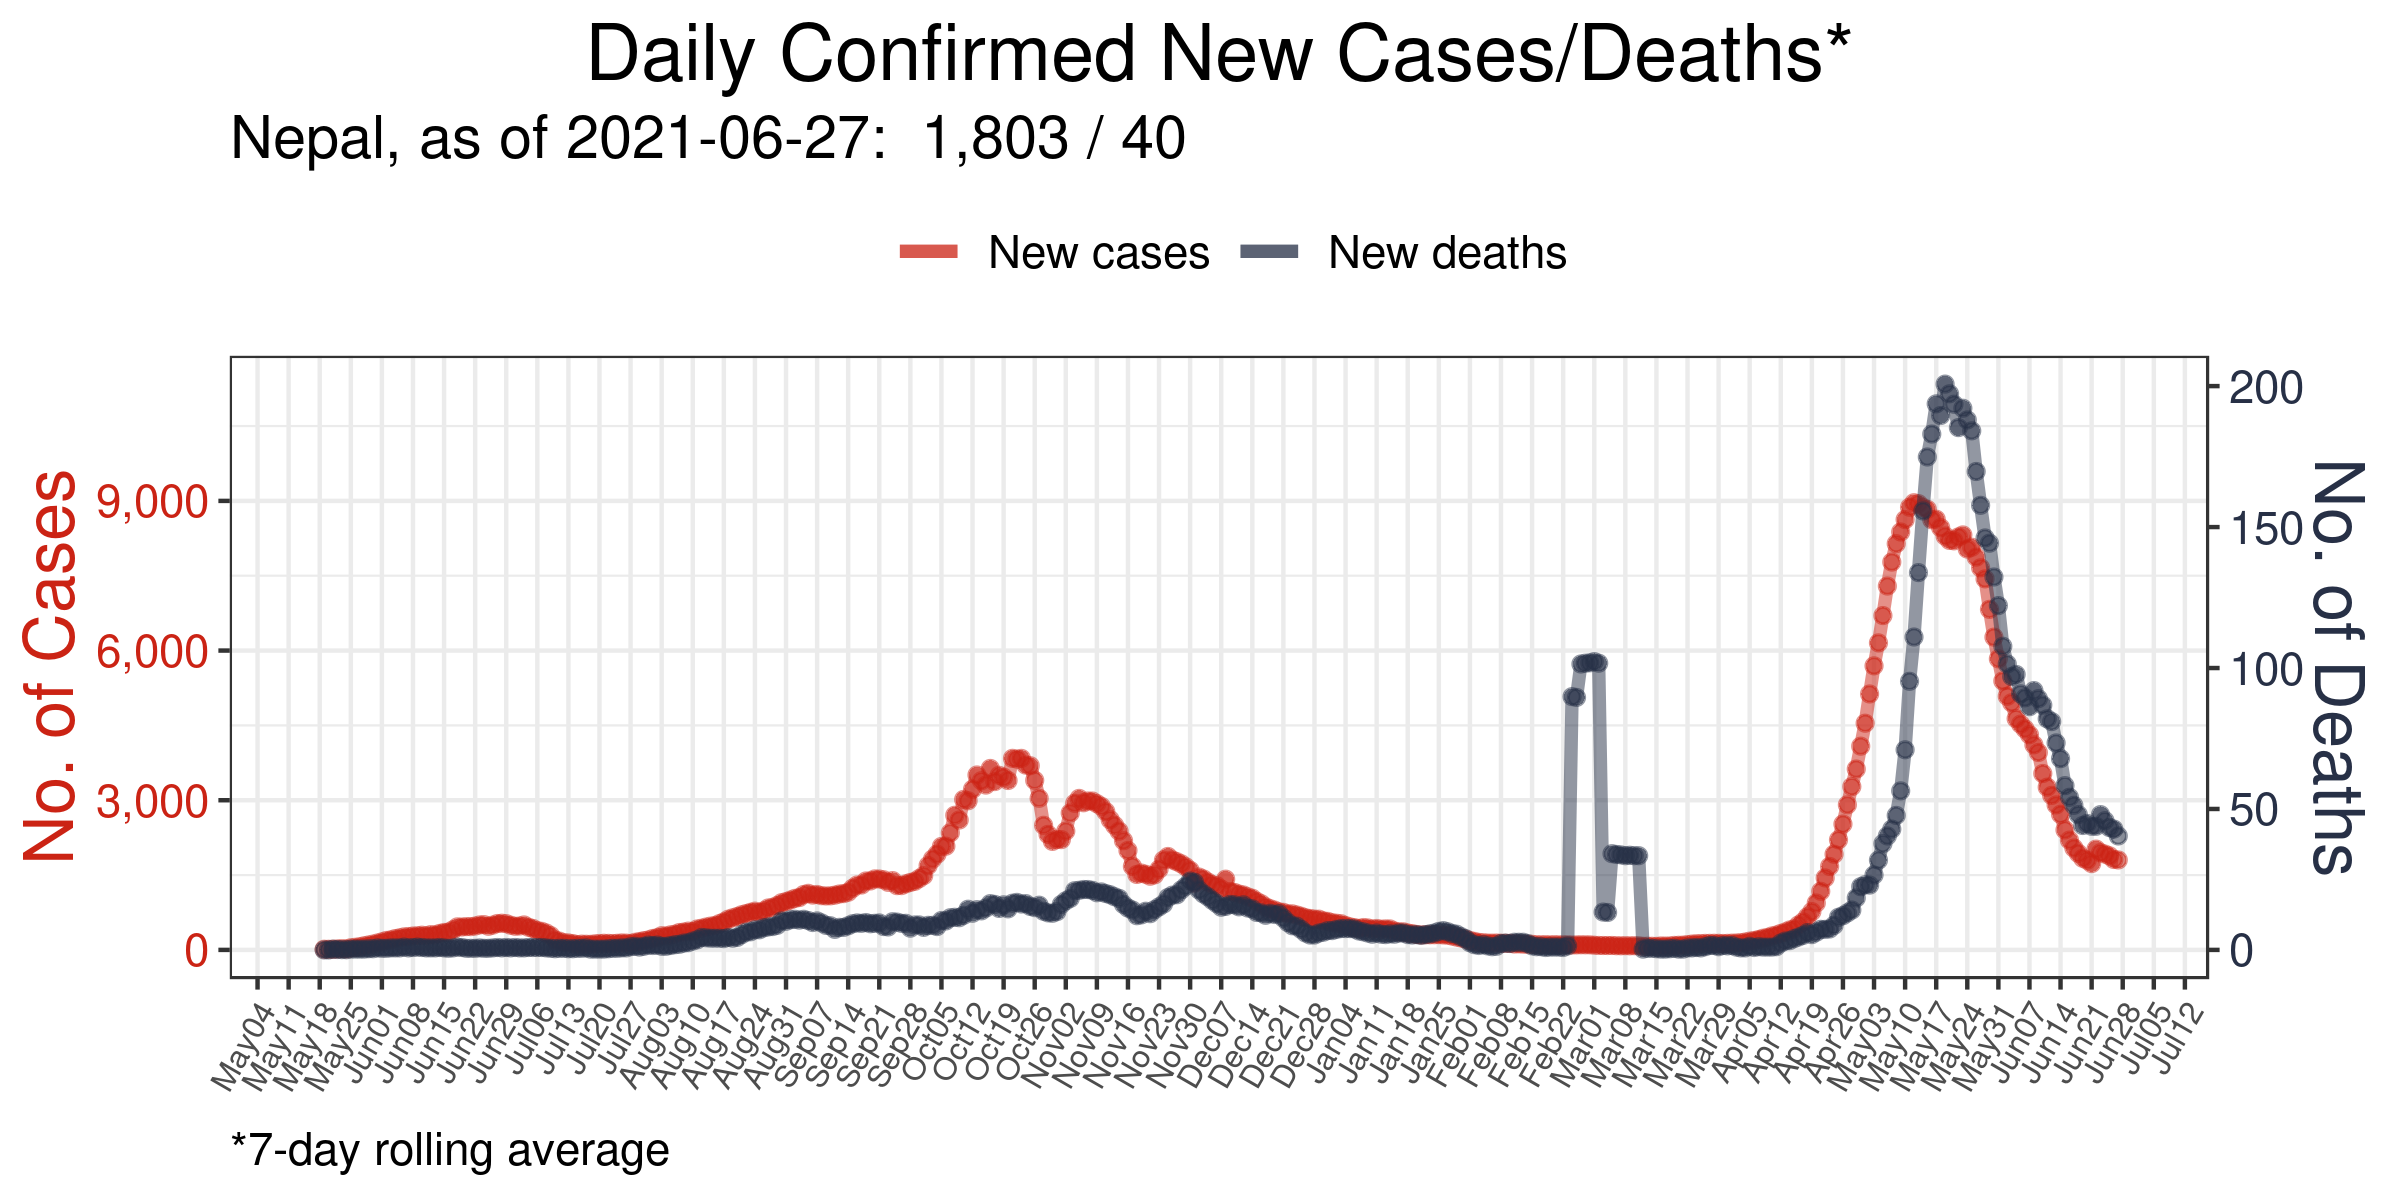 Daily Confirmed New Cases/Deaths*
Nepal, as of 2021-06-27:  1,803 / 40
New cases
New deaths
No. of Cases
9,000
6,000
3,000
0
200
150
100
50
0
No. of Deaths
May04
May11
May18
May25
Jun01
Jun08
Jun15
Jun22
Jun29
Jul06
Jul13
Jul20
Jul27
Aug03
Aug10
Aug17
Aug24
Aug31
Sep07
Sep14
Sep21
Sep28
Oct05
Oct12
Oct19
Oct26
Nov02
Nov09
Nov16
Nov23
Nov30
Dec07
Dec14
Dec21
Dec28
Jan04
Jan11
Jan18
Jan25
Feb01
Feb08
Feb15
Feb22
Mar01
Mar08
Mar15
Mar22
Mar29
Apr05
Apr12
Apr19
Apr26
May03
May10
May17
May24
May31
Jun07
Jun14
Jun21
Jun28
Jul05
Jul12
*7-day rolling average